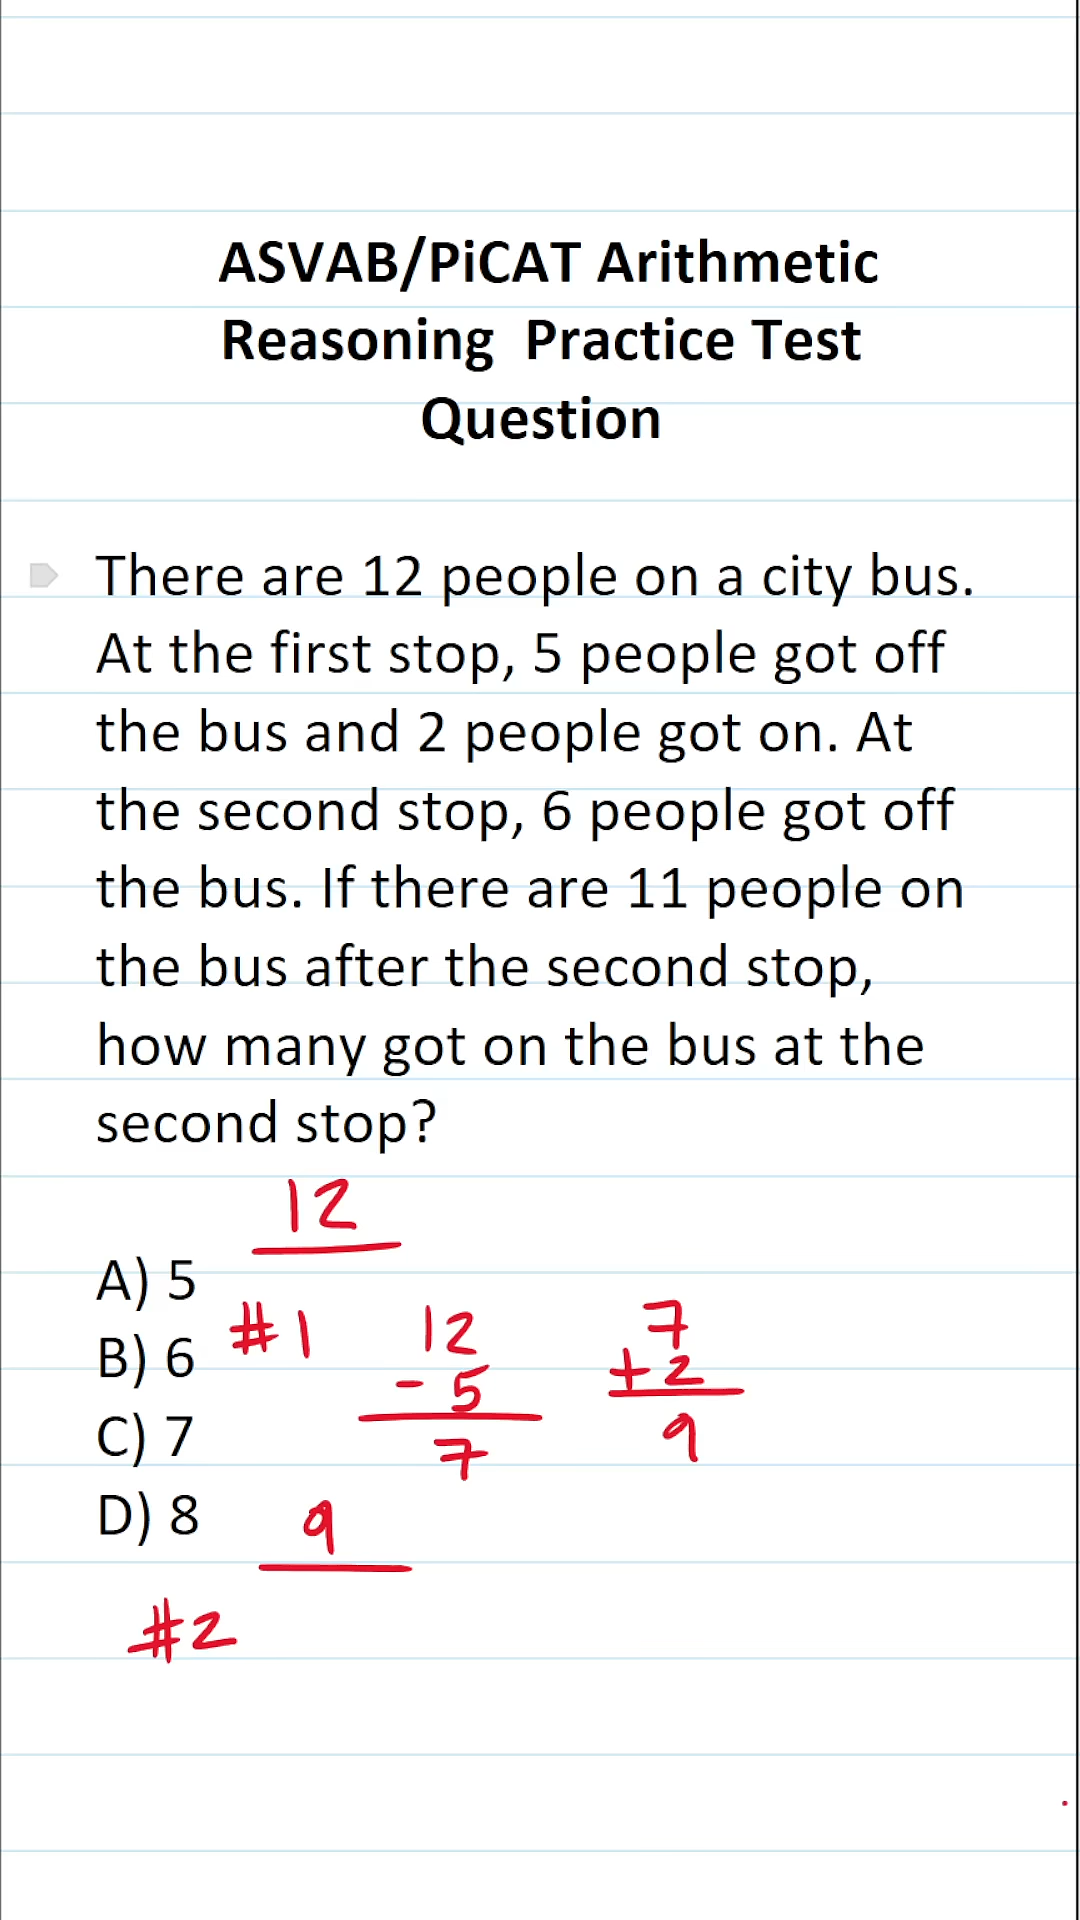 ASVAB/PiCAT Arithmetic
Reasoning Practice Test
Question
There are 12 people on a city bus.
At the first stop, 5 people got off
the bus and 2 people got on. At
the second stop, 6 people got off
the bus. If there are 11 people on
the bus after the second stop,
how many got on the bus at the
second stop?
12
A) 5
#1 12 7
B) 6
- 5 +2
C) 7
7 9
D) 8 9
#2